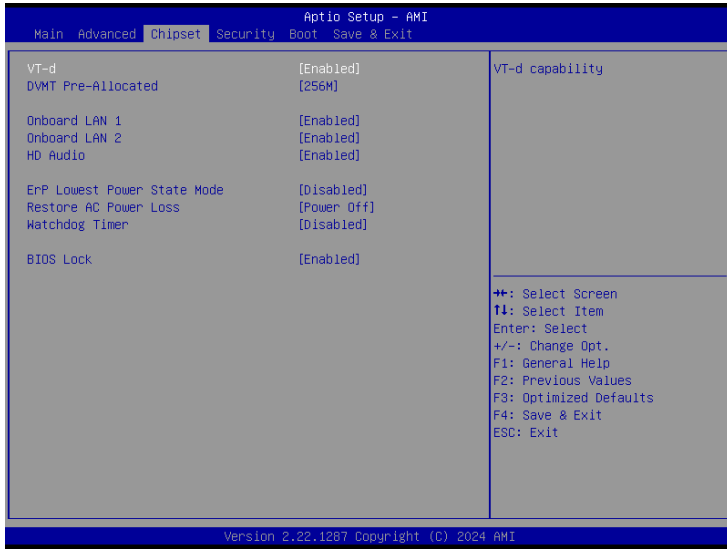 Aptio Setup – AMI
Main Advanced Chipset Security Boot Save & Exit
VT-d [Enabled]
DVMT Pre-Allocated [256M]
Onboard LAN 1 [Enabled]
Onboard LAN 2 [Enabled]
HD Audio [Enabled]
ErP Lowest Power State Mode [Disabled]
Restore AC Power Loss [Power Off]
Watchdog Timer [Disabled]
BIOS Lock [Enabled]
VT-d capability
→←: Select Screen
↑↓: Select Item
Enter: Select
+/-: Change Opt.
F1: General Help
F2: Previous Values
F3: Optimized Defaults
F4: Save & Exit
ESC: Exit
Version 2.22.1287 Copyright (C) 2024 AMI